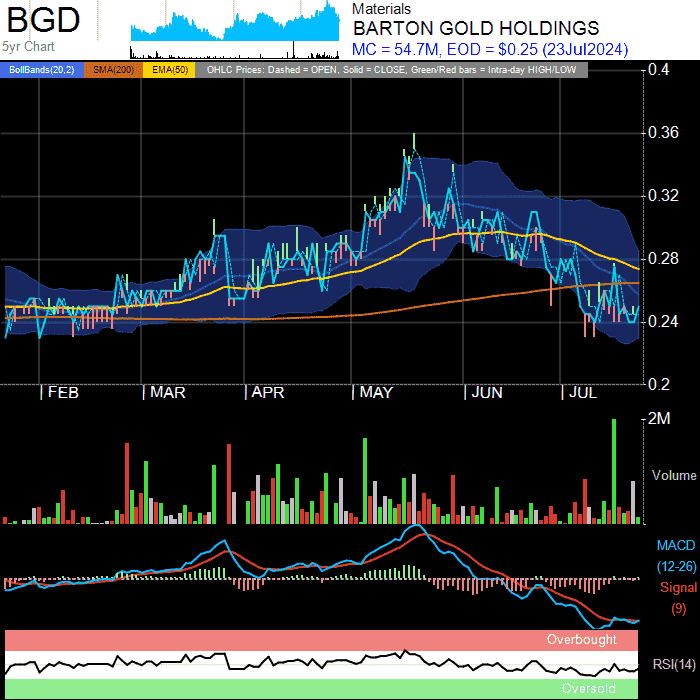 BGD
5yr Chart
Materials
BARTON GOLD HOLDINGS
MC = 54.7M, EOD = $0.25 (23Jul2024)
BollBands(20,2) SMA(200) EMA(50) OHLC Prices: Dashed = OPEN, Solid = CLOSE, Green/Red bars = Intra-day HIGH/LOW
0.4
0.36
0.32
0.28
0.24
0.2
FEB MAR APR MAY JUN JUL
2M
Volume
MACD
(12-26)
Signal
(9)
Overbought
RSI(14)
Oversold